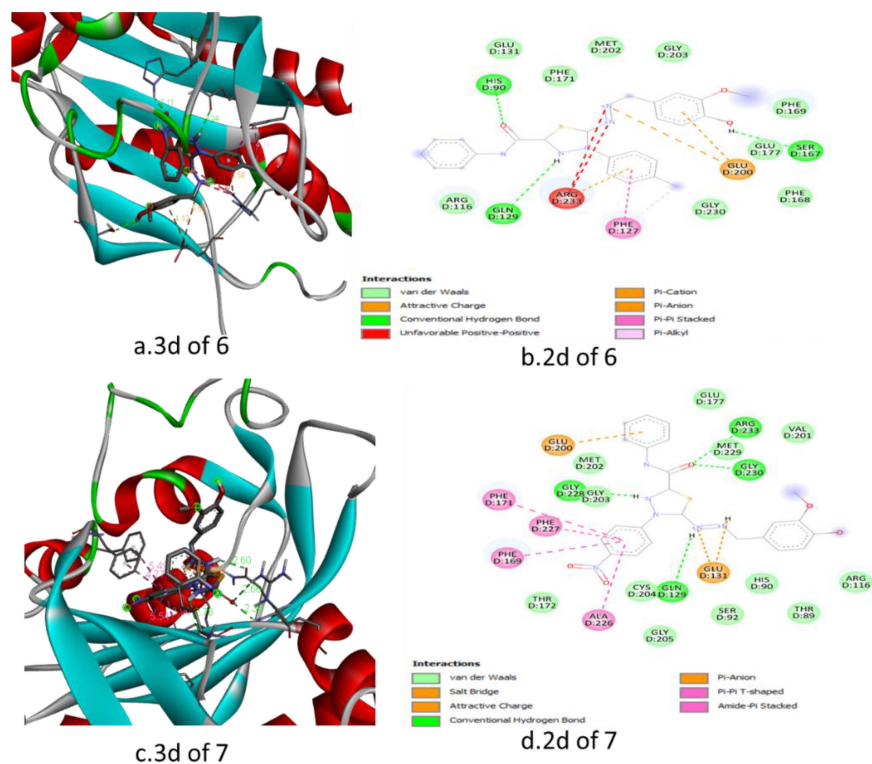 GLU
D:131
MET
D:202
GLY
D:203
HIS
D:90
PHE
D:171
PHE
D:169
GLU
D:177
SER
D:167
GLU
D:200
ARG
D:116
GLN
D:129
ARG
D:233
PHE
D:127
GLY
D:230
PHE
D:168
Interactions
van der Waals
Attractive Charge
Conventional Hydrogen Bond
Unfavorable Positive-Positive
Pi-Cation
Pi-Anion
Pi-Pi Stacked
Pi-Alkyl
a.3d of 6
b.2d of 6
GLU
D:177
GLU
D:200
ARG
D:233
VAL
D:201
MET
D:229
MET
D:202
GLY
D:230
GLY
D:228
GLY
D:203
PHE
D:171
PHE
D:227
PHE
D:169
GLU
D:131
THR
D:172
CYS
D:204
GLN
D:129
HIS
D:90
ARG
D:116
ALA
D:226
SER
D:92
THR
D:89
GLY
D:205
Interactions
van der Waals
Salt Bridge
Attractive Charge
Conventional Hydrogen Bond
Pi-Anion
Pi-Pi T-shaped
Amide-Pi Stacked
c.3d of 7
d.2d of 7